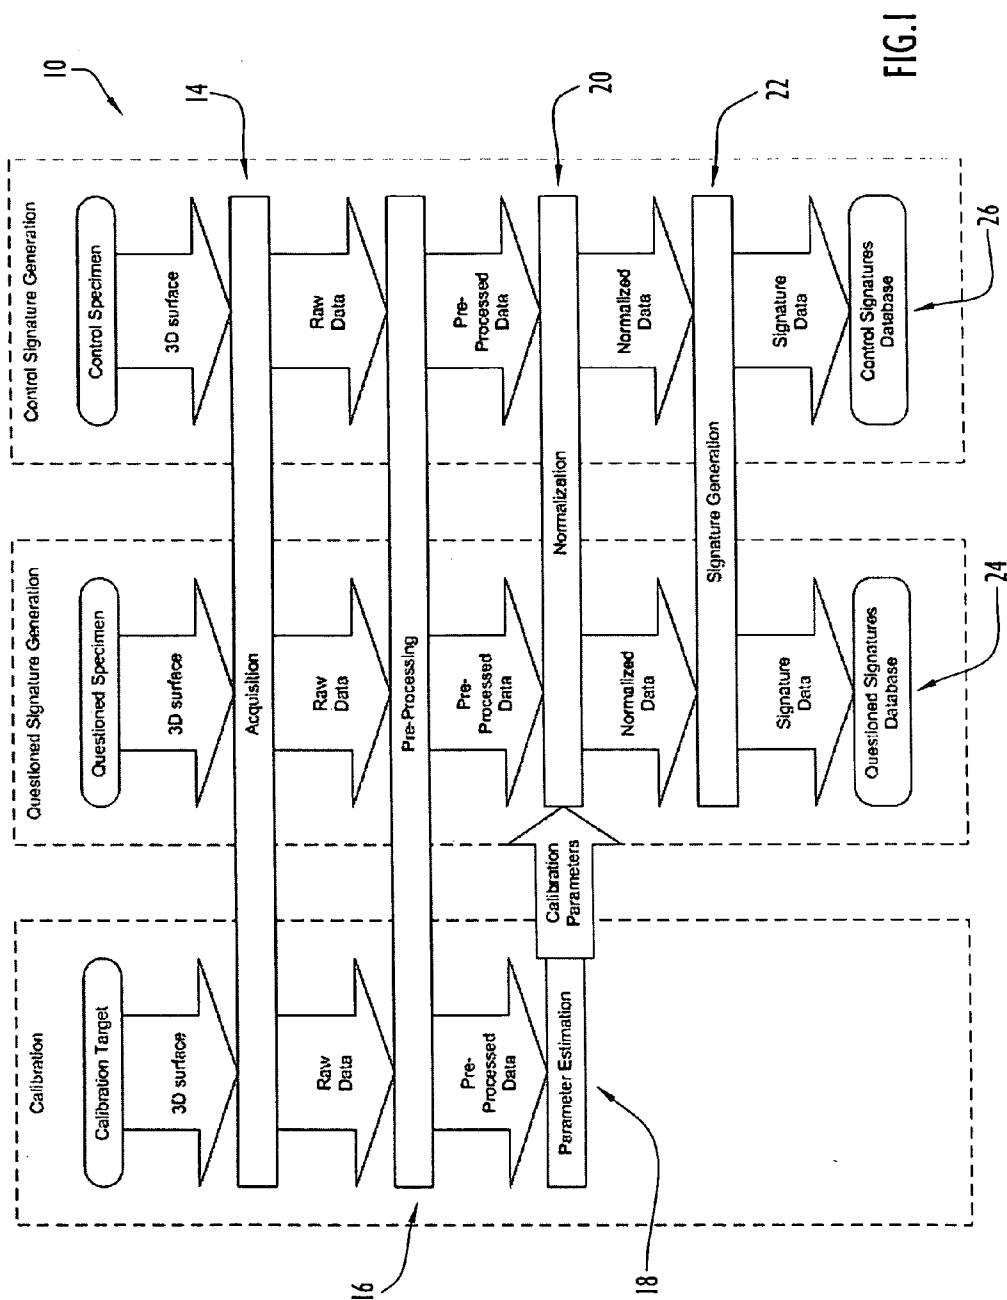 10
Calibration
Calibration Target
3D surface
Raw
Data
Pre-
Processed
Data
Parameter Estimation
18
16
Calibration
Parameters
Questioned Signature Generation
Questioned Specimen
3D surface
Acquisition
Raw
Data
Pre-Processing
Pre-
Processed
Data
Normalization
Normalized
Data
Signature Generation
Signature
Data
Questioned Signatures
Database
24
Control Signature Generation
Control Specimen
3D surface
14
Raw
Data
Pre-
Processed
Data
20
Normalized
Data
22
Signature
Data
Control Signatures
Database
26
FIG.1